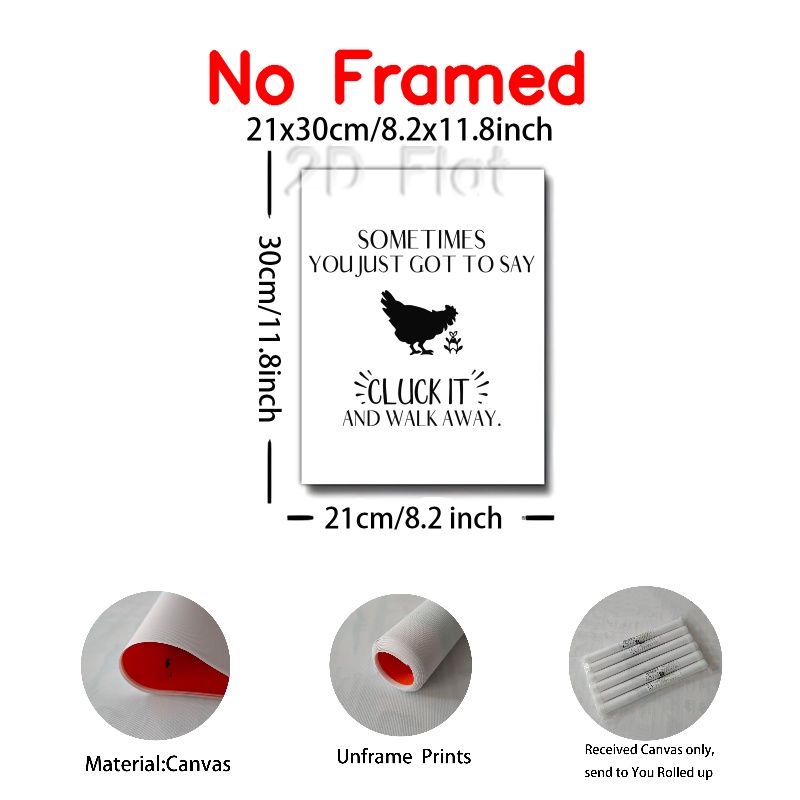 No Framed
21x30cm/8.2x11.8inch
2D Flat
30cm/11.8inch
SOMETIMES
YOU JUST GOT TO SAY
CLUCK IT
AND WALK AWAY.
21cm/8.2 inch
Material:Canvas
Unframe Prints
Received Canvas only,
send to You Rolled up